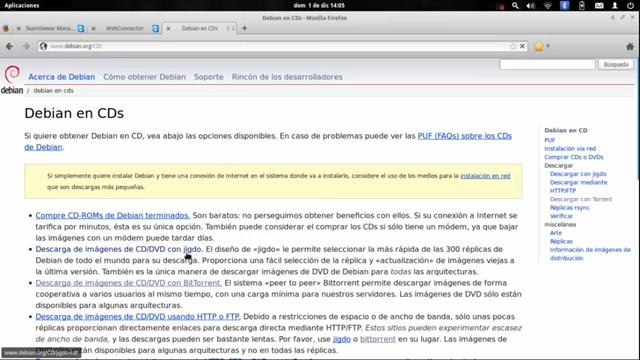 Aplicaciones
dom 1 de dic 14:05
Debian en CDs - Mozilla Firefox
TeamViewer Mana...
WebConnector
Debian en CDs
www.debian.org/CD/
Búsqueda
debian
Acerca de Debian
Cómo obtener Debian
Soporte
Rincón de los desarrolladores
/ debian en cds
Debian en CDs
Si quiere obtener Debian en CD, vea abajo las opciones disponibles. En caso de problemas puede ver las PUF (FAQs) sobre los CDs
de Debian.
Si simplemente quiere instalar Debian y tiene una conexión de Internet en el sistema donde va a instalarlo, considere el uso de los medios para la instalación en red
que son descargas más pequeñas.
Compre CD-ROMs de Debian terminados. Son baratos: no perseguimos obtener beneficios con ellos. Si su conexión a Internet se
tarifica por minutos, ésta es su única opción. También puede considerar el comprar los CDs si sólo tiene un módem, ya que bajar
las imágenes con un módem puede tardar días.
Descarga de imágenes de CD/DVD con jigdo. El diseño de «jigdo» le permite seleccionar la más rápida de las 300 réplicas de
Debian de todo el mundo para su descarga. Proporciona una fácil selección de la réplica y «actualización» de imágenes viejas a
la última versión. También es la única manera de descargar imágenes de DVD de Debian para todas las arquitecturas.
Descarga de imágenes de CD/DVD con BitTorrent. El sistema «peer to peer» Bittorrent permite descargar imágenes de forma
cooperativa a varios usuarios al mismo tiempo, con una carga mínima para nuestros servidores. Las imágenes de DVD sólo están
disponibles para algunas arquitecturas.
Descarga de imágenes de CD/DVD usando HTTP o FTP. Debido a restricciones de espacio y de ancho de banda, sólo unas pocas
réplicas proporcionan directamente enlaces para descarga directa mediante HTTP/FTP. Estos sitios pueden experimentar escasez
de ancho de banda, y las descargas pueden ser bastante lentas. Por favor, use jigdo o bittorrent en su lugar. Las
réplicas de CD/DVD no contienen todas las imágenes y no en todas las réplicas.
www.debian.org/CD/jigdo-cd/
Debian en CD
PUF
Instalación vía red
Comprar CDs o DVDs
Descargar
Descargar con jigdo
Descargar mediante
HTTP/FTP
Descargar con Torrent
Réplicas rsync
Verificar
Misceláneo
Arte
Réplicas
Información de imágenes de
distribución